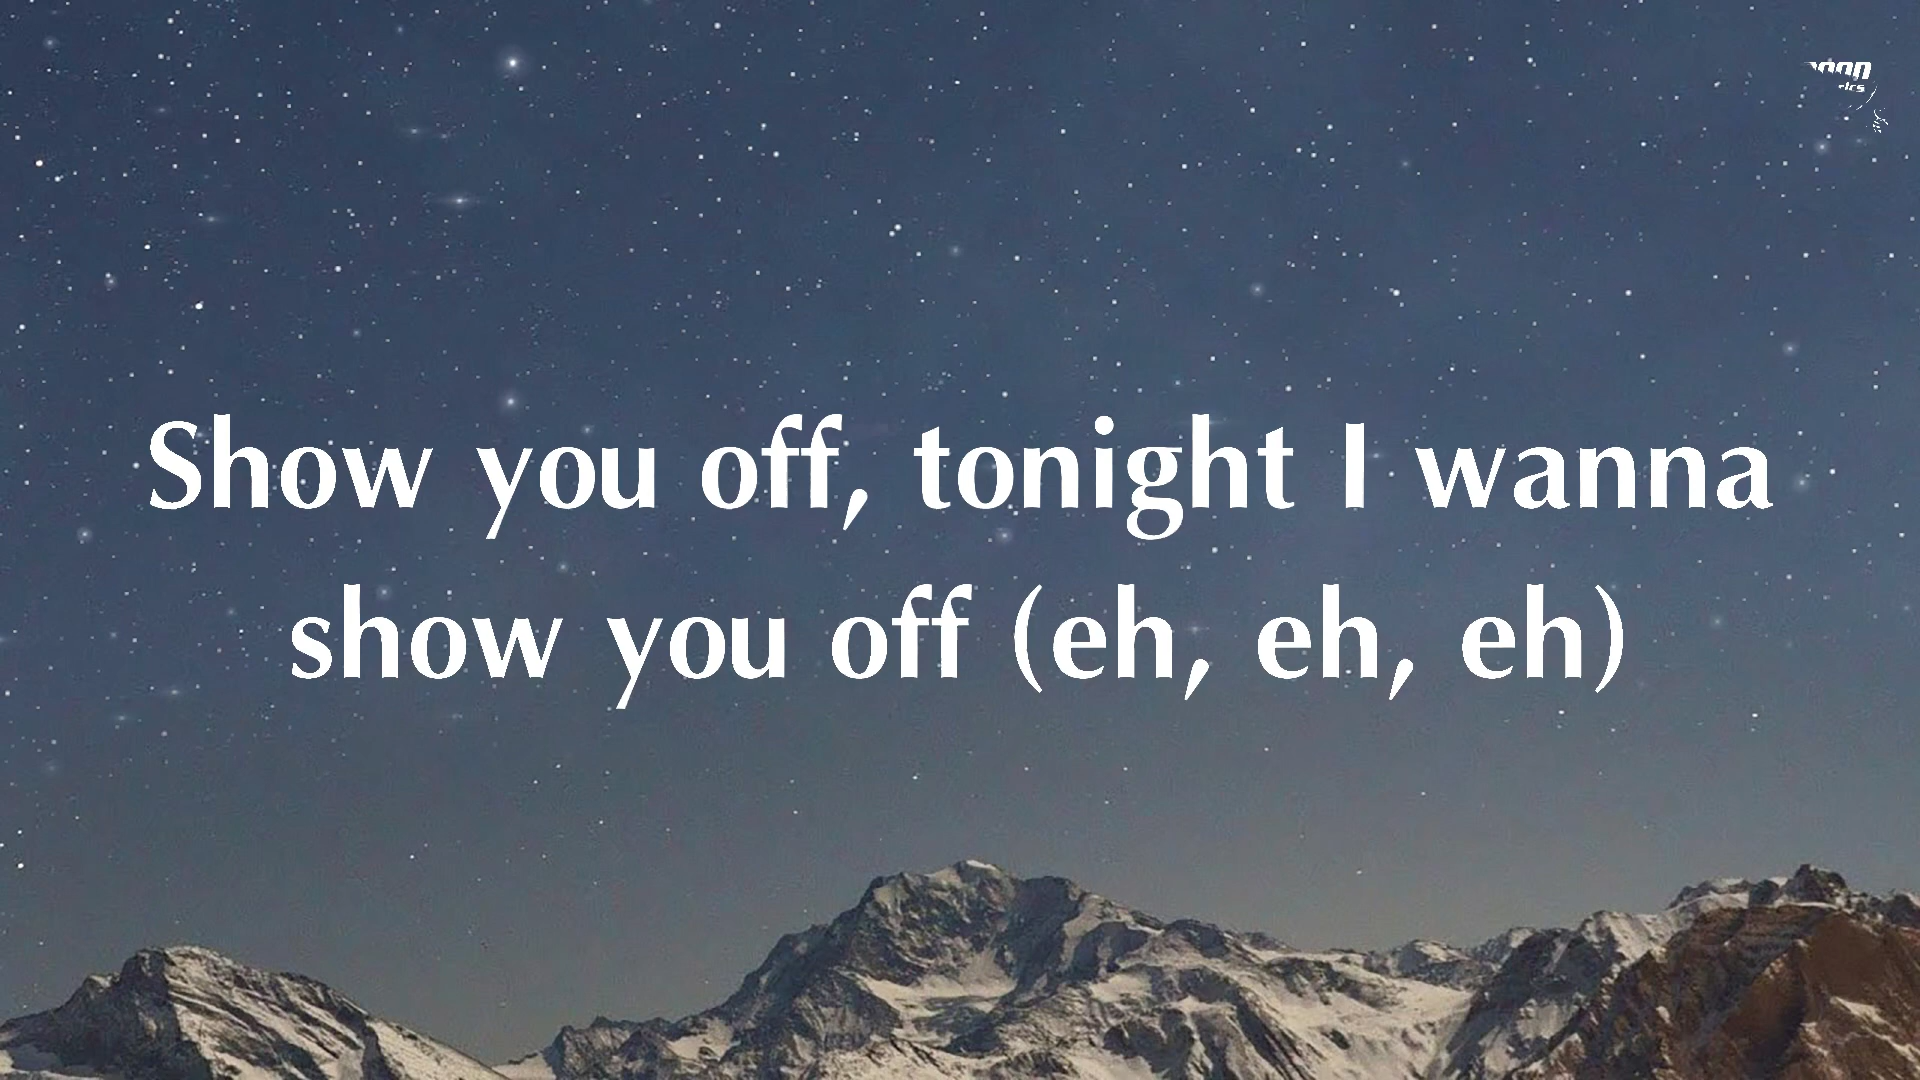 Show you off, tonight I wanna
show you off (eh, eh, eh)